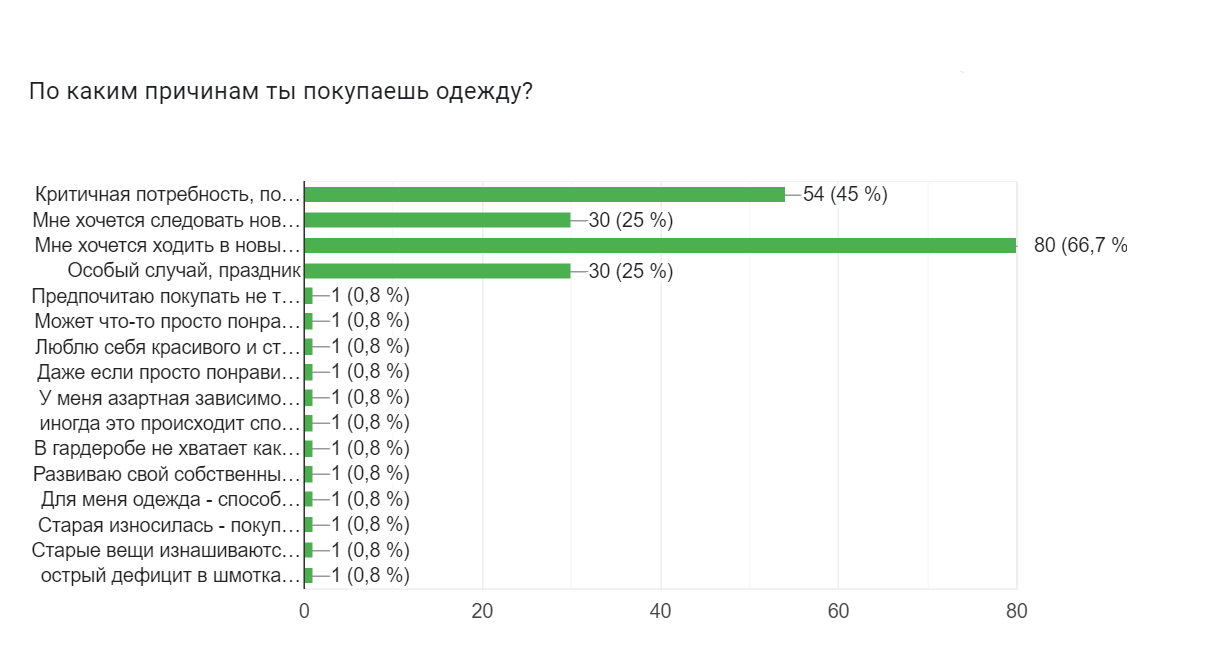 По каким причинам ты покупаешь одежду?
Критичная потребность, по… 54 (45 %)
Мне хочется следовать нов… 30 (25 %)
Мне хочется ходить в новы… 80 (66,7 %
Особый случай, праздник 30 (25 %)
Предпочитаю покупать не т… 1 (0,8 %)
Может что-то просто понра… 1 (0,8 %)
Люблю себя красивого и ст… 1 (0,8 %)
Даже если просто понрави… 1 (0,8 %)
У меня азартная зависимо… 1 (0,8 %)
иногда это происходит спо… 1 (0,8 %)
В гардеробе не хватает как… 1 (0,8 %)
Развиваю свой собственны… 1 (0,8 %)
Для меня одежда - способ… 1 (0,8 %)
Старая износилась - покуп… 1 (0,8 %)
Старые вещи изнашиваютс… 1 (0,8 %)
острый дефицит в шмотка… 1 (0,8 %)
0 20 40 60 80